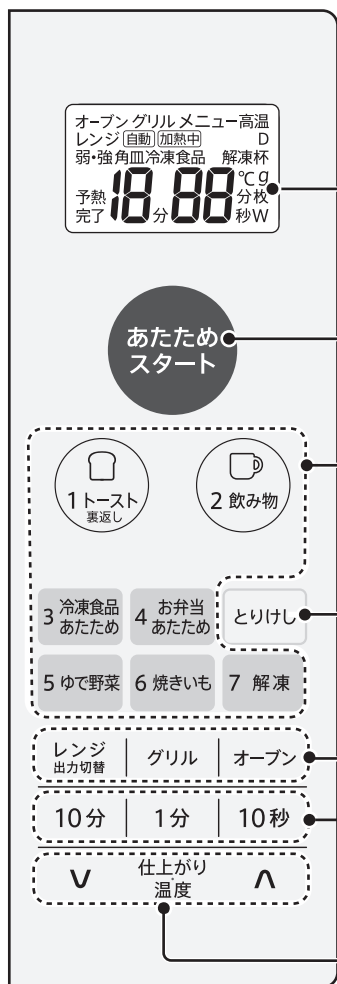 オーブン グリル メニュー高温
レンジ 自動 加熱中 D
弱・強角皿冷凍食品 解凍杯
予熱 18 88 ℃ g
完了 分 分枚
秒W
あたため
スタート
1 トースト
裏返し
2 飲み物
3 冷凍食品
あたため
4 お弁当
あたため
とりけし
5 ゆで野菜
6 焼きいも
7 解凍
レンジ
出力切替
グリル
オーブン
10分
1分
10秒
∨
仕上がり
温度
∧